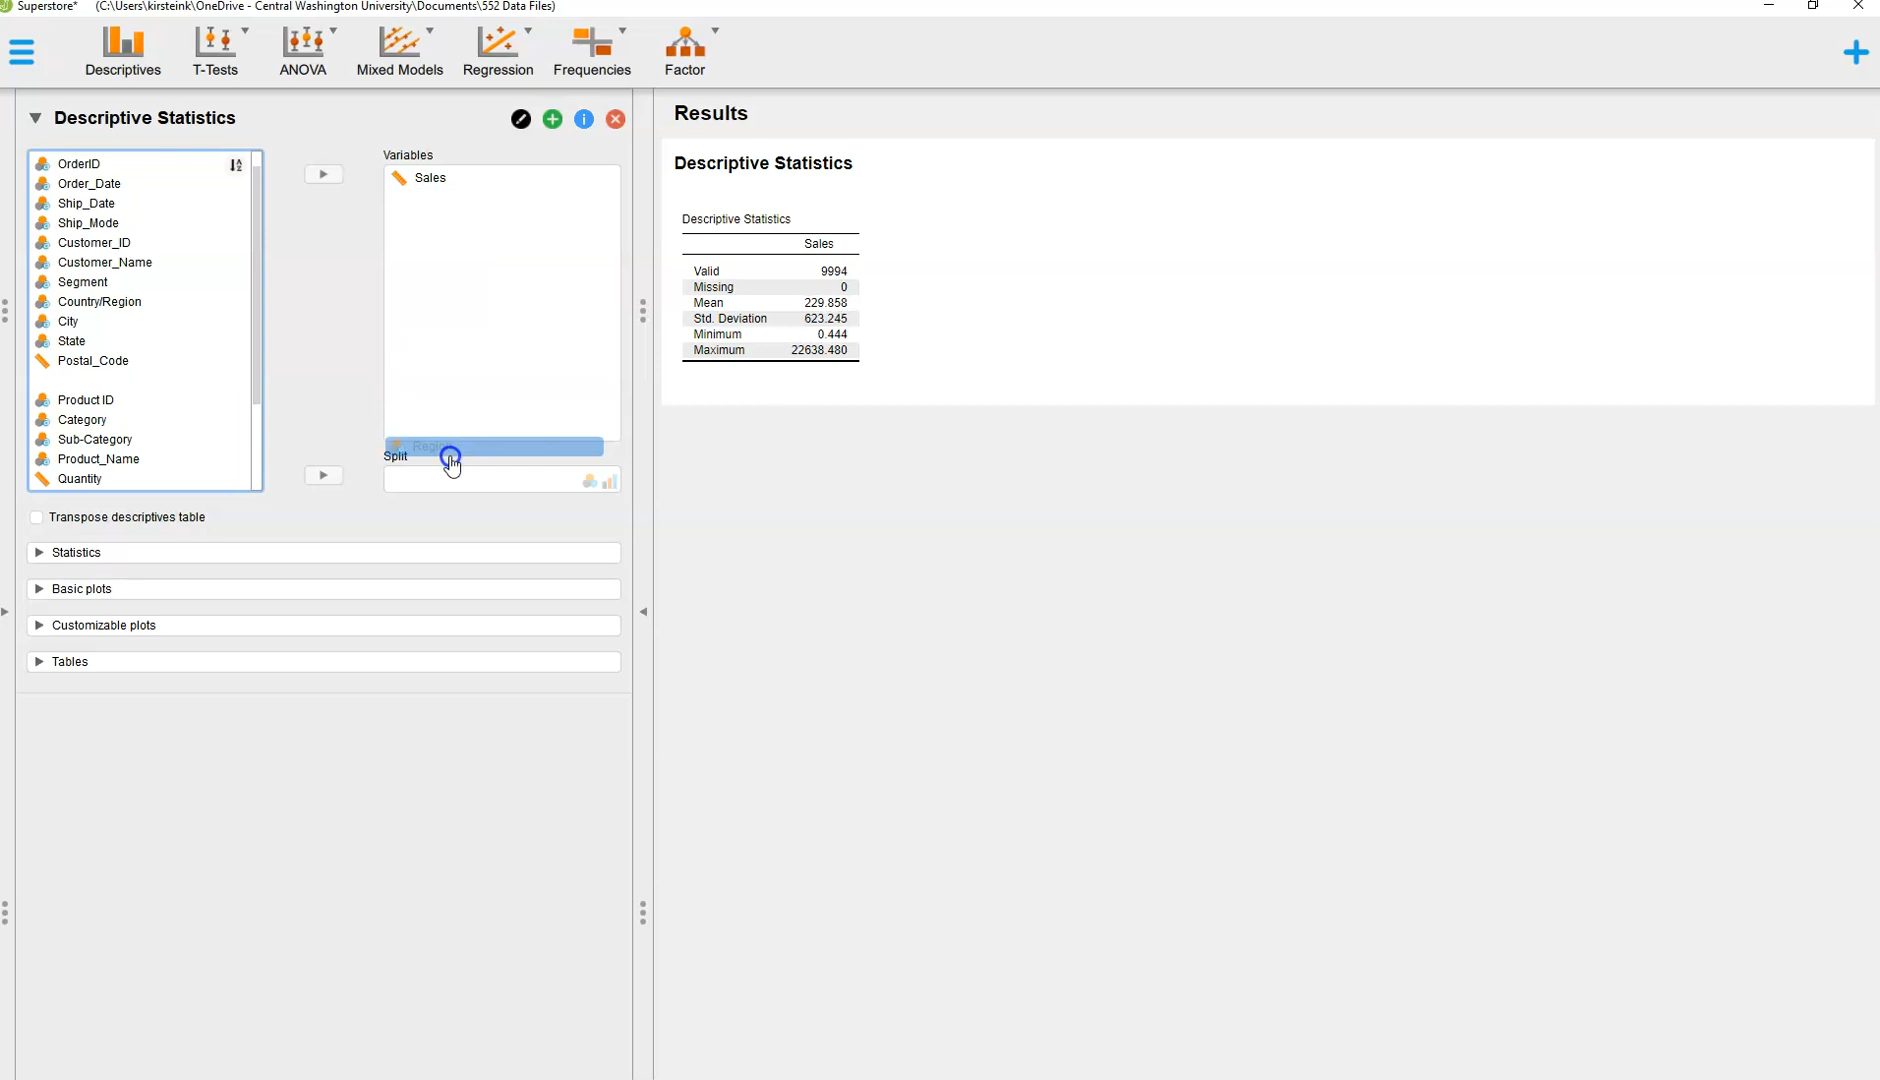 Superstore* (C:\Users\kirsteink\OneDrive - Central Washington University\Documents\552 Data Files)
Descriptives T-Tests ANOVA Mixed Models Regression Frequencies Factor
Descriptive Statistics
OrderID
Order_Date
Ship_Date
Ship_Mode
Customer_ID
Customer_Name
Segment
Country/Region
City
State
Postal_Code
Product ID
Category
Sub-Category
Product_Name
Quantity
Variables
Sales
Region
Split
Transpose descriptives table
Statistics
Basic plots
Customizable plots
Tables
Results
Descriptive Statistics
Descriptive Statistics
Sales
Valid 9994
Missing 0
Mean 229.858
Std. Deviation 623.245
Minimum 0.444
Maximum 22638.480